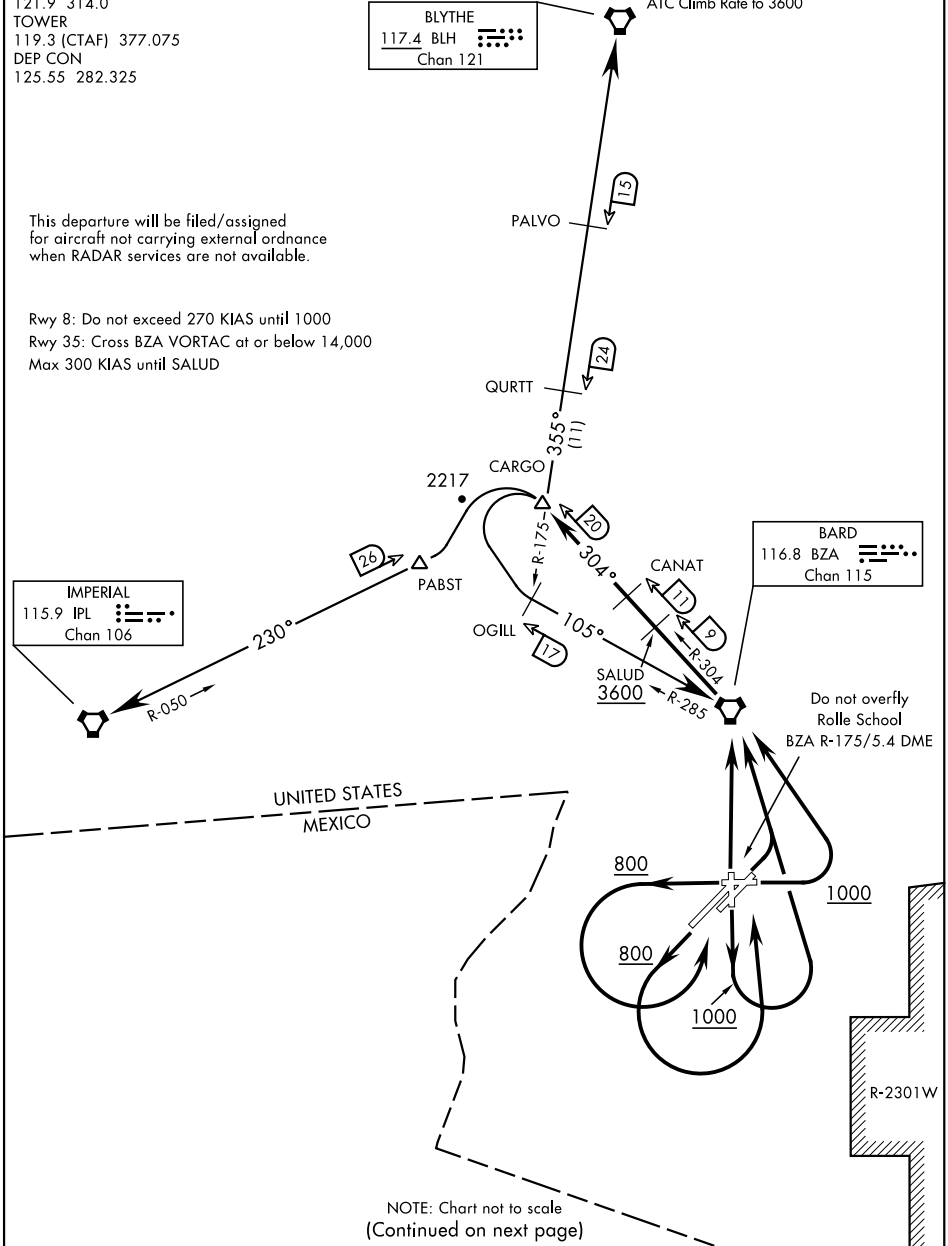 121.9 314.0
TOWER
119.3 (CTAF) 377.075
DEP CON
125.55 282.325
BLYTHE
117.4 BLH
Chan 121
ATC Climb Rate to 3600
This departure will be filed/assigned
for aircraft not carrying external ordnance
when RADAR services are not available.
Rwy 8: Do not exceed 270 KIAS until 1000
Rwy 35: Cross BZA VORTAC at or below 14,000
Max 300 KIAS until SALUD
PALVO
15
QURTT
24
355°
(11)
CARGO
2217
20
R-175
304°
26
PABST
CANAT
11
9
R-304
BARD
116.8 BZA
Chan 115
IMPERIAL
115.9 IPL
Chan 106
230°
R-050
OGILL
17
105°
SALUD
3600
R-285
Do not overfly
Rolle School
BZA R-175/5.4 DME
UNITED STATES
MEXICO
800
1000
800
1000
R-2301W
NOTE: Chart not to scale
(Continued on next page)